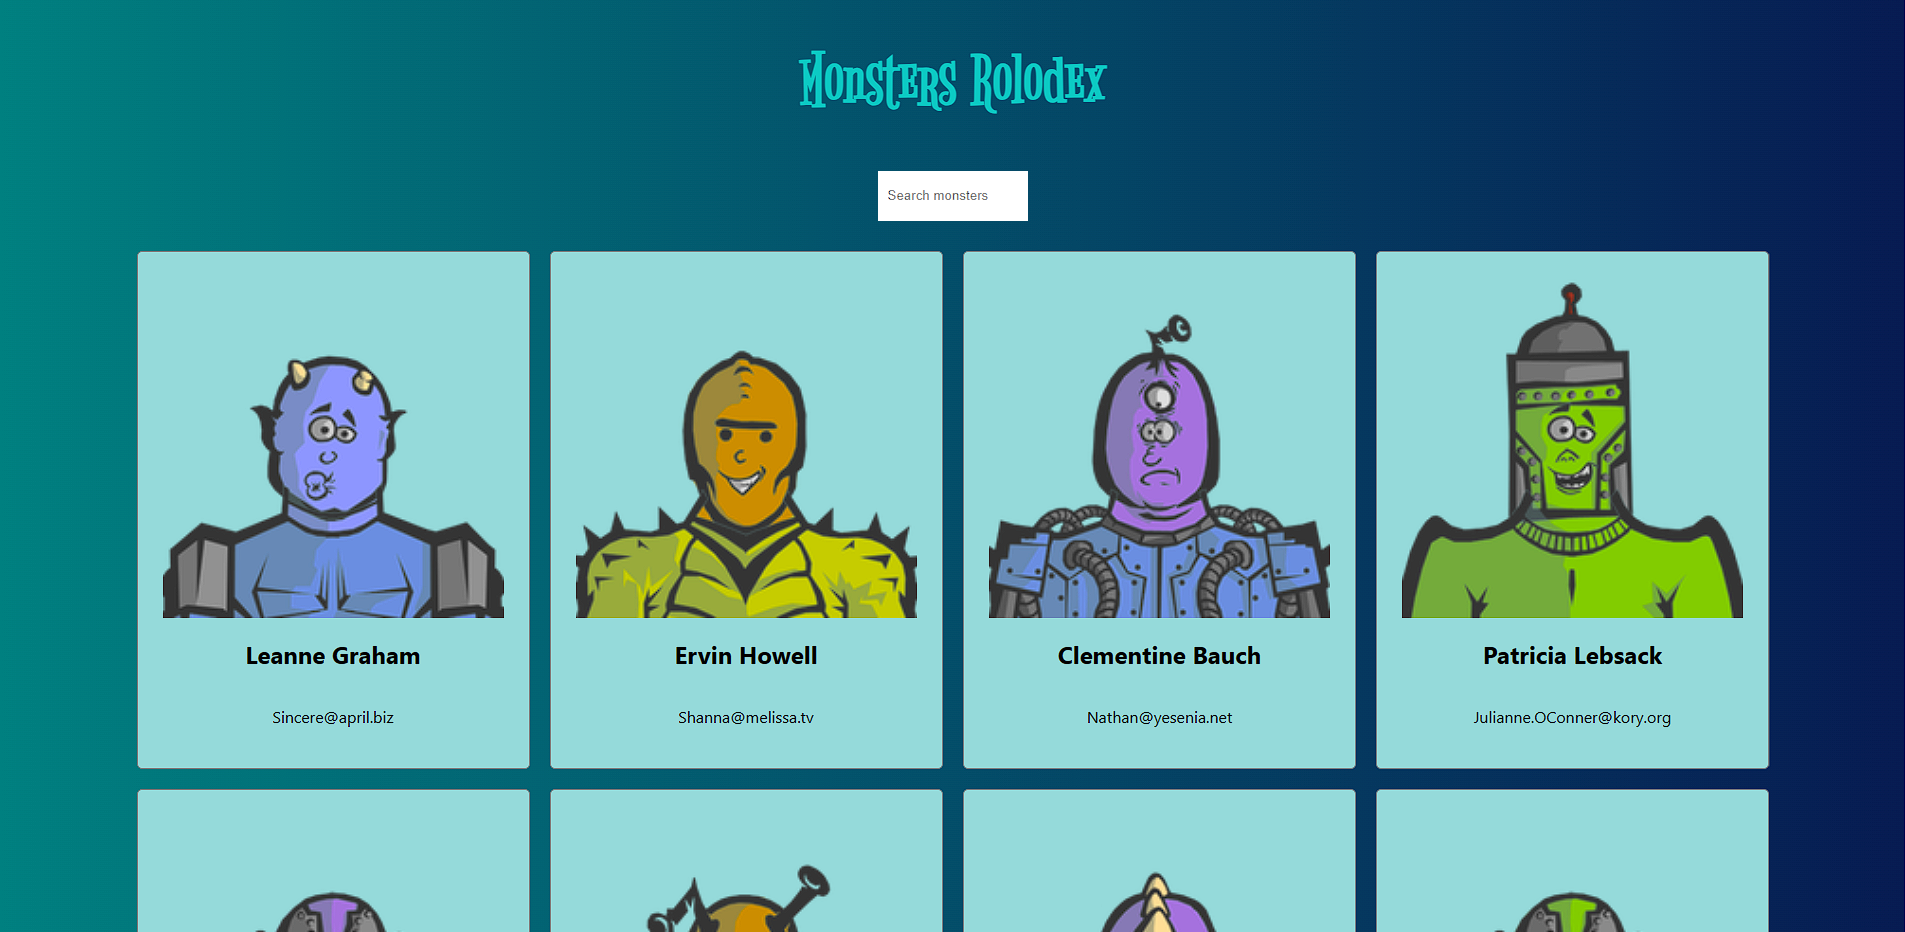 Monsters Rolodex
Search monsters
Leanne Graham
Sincere@april.biz
Ervin Howell
Shanna@melissa.tv
Clementine Bauch
Nathan@yesenia.net
Patricia Lebsack
Julianne.OConner@kory.org